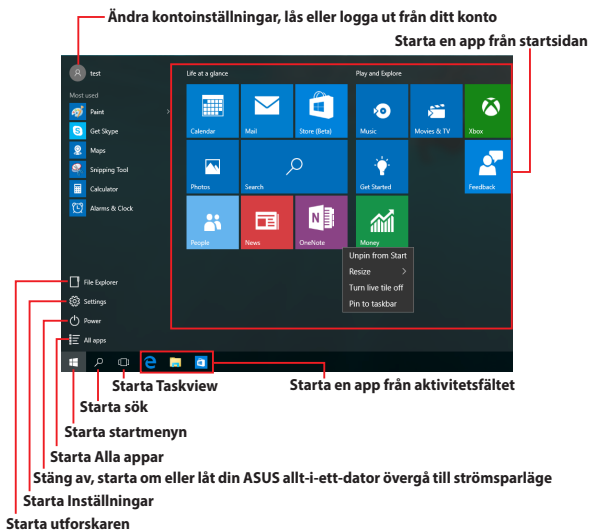 Ändra kontoinställningar, lås eller logga ut från ditt konto
Starta en app från startsidan
test
Most used
Paint
Get Skype
Maps
Snipping Tool
Calculator
Alarms & Clock
File Explorer
Settings
Power
All apps
Life at a glance
Play and Explore
Calendar
Mail
Store (Beta)
Music
Movies & TV
Xbox
Photos
Search
Get Started
Feedback
People
News
OneNote
Money
Unpin from Start
Resize
Turn live tile off
Pin to taskbar
Starta Taskview
Starta en app från aktivitetsfältet
Starta sök
Starta startmenyn
Starta Alla appar
Stäng av, starta om eller låt din ASUS allt-i-ett-dator övergå till strömsparläge
Starta Inställningar
Starta utforskaren